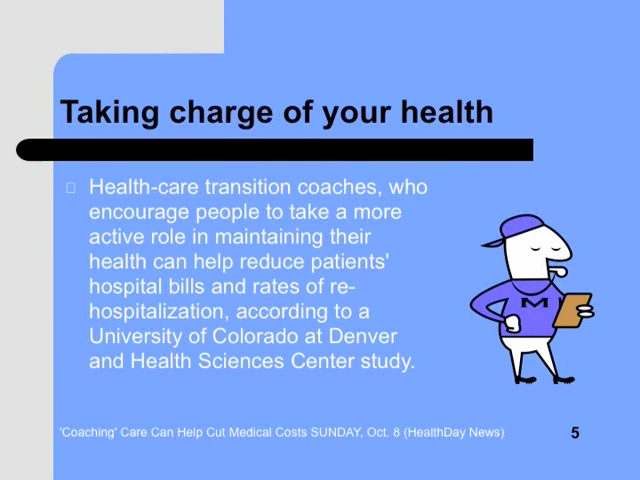 Taking charge of your health
Health-care transition coaches, who
encourage people to take a more
active role in maintaining their
health can help reduce patients'
hospital bills and rates of re-
hospitalization, according to a
University of Colorado at Denver
and Health Sciences Center study.
M
'Coaching' Care Can Help Cut Medical Costs SUNDAY, Oct. 8 (HealthDay News)
5